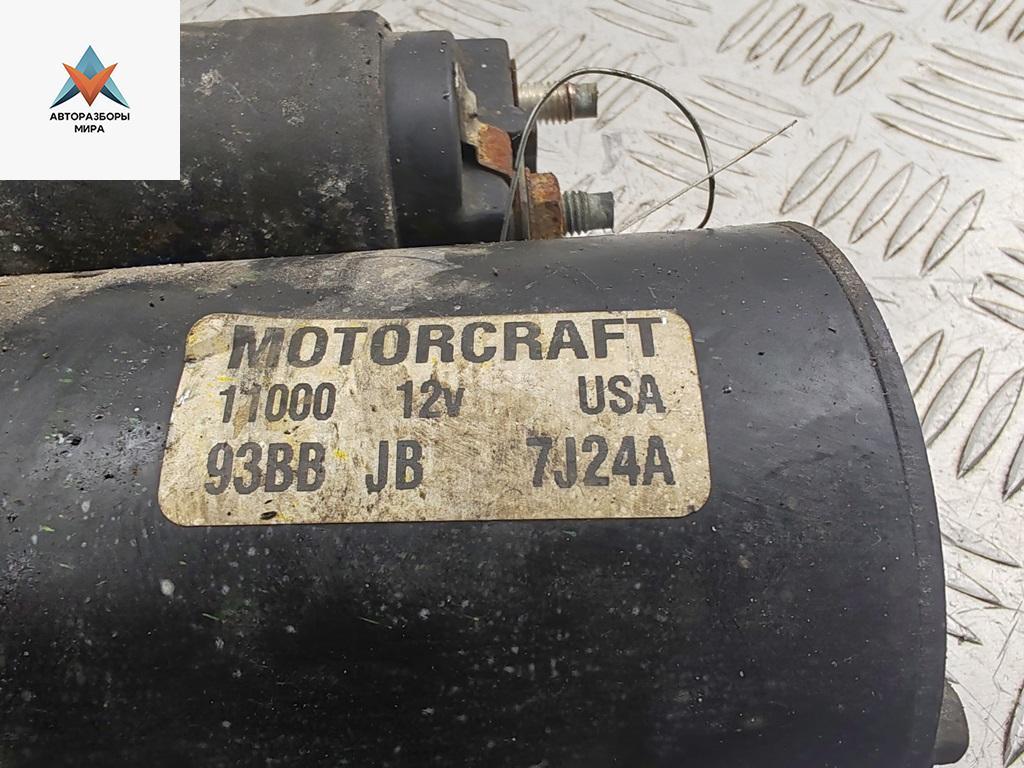 АВТОРАЗБОРЫ
МИРА
MOTORCRAFT
11000 12v USA
93BB JB 7J24A